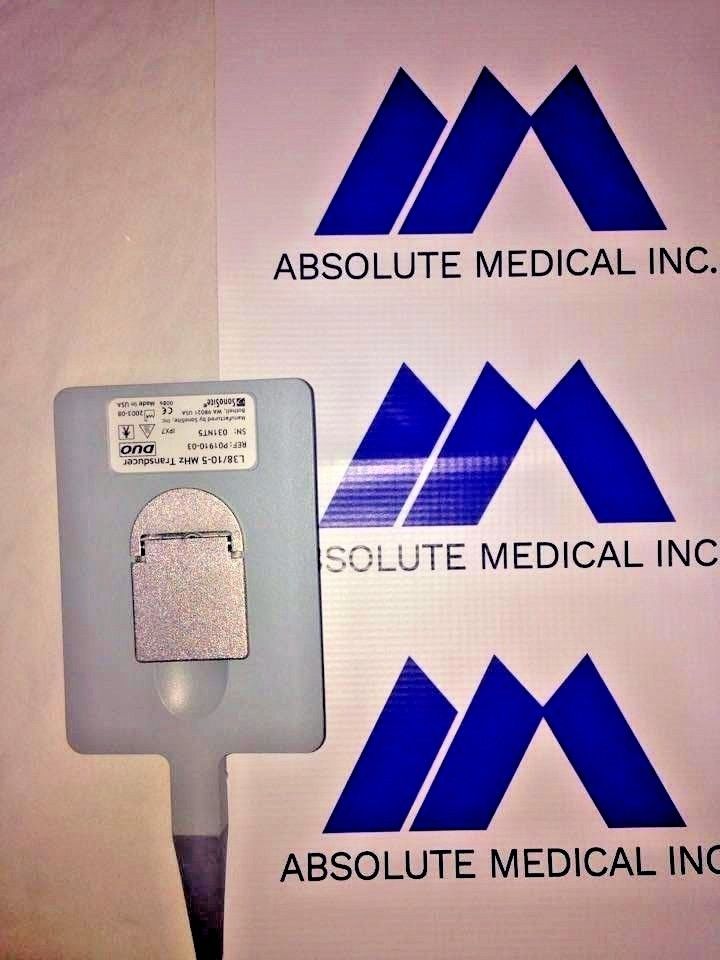 ABSOLUTE MEDICAL INC.
SOLUTE MEDICAL INC
ABSOLUTE MEDICAL INC
L38/10-5 MHz Transducer
REF: P01910-03
DUO
SN: 031NT5
IPX7
Manufactured by SonoSite, Inc.
Bothell, WA 98021 USA
CE
2003-08
SonoSite®
0086
Made in USA